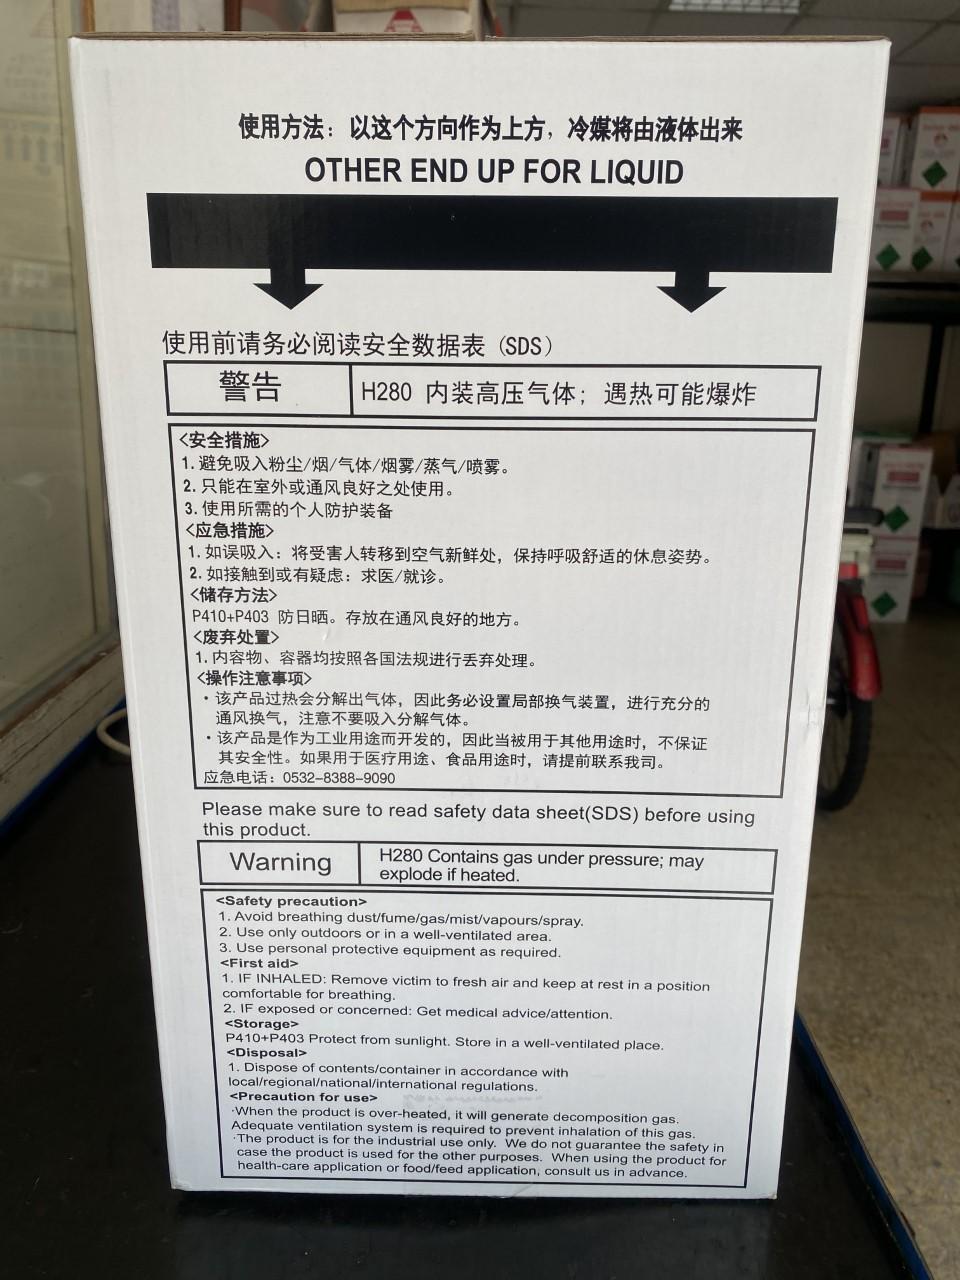 使用方法：以这个方向作为上方，冷媒将由液体出来
OTHER END UP FOR LIQUID
使用前请务必阅读安全数据表（SDS）
警告
H280 内装高压气体；遇热可能爆炸
<安全措施>
1. 避免吸入粉尘/烟/气体/烟雾/蒸气/喷雾。
2. 只能在室外或通风良好之处使用。
3. 使用所需的个人防护装备
<应急措施>
1. 如误吸入：将受害人转移到空气新鲜处，保持呼吸舒适的休息姿势。
2. 如接触到或有疑虑：求医/就诊。
<储存方法>
P410+P403 防日晒。存放在通风良好的地方。
<废弃处置>
1. 内容物、容器均按照各国法规进行丢弃处理。
<操作注意事项>
·该产品过热会分解出气体，因此务必设置局部换气装置，进行充分的
通风换气，注意不要吸入分解气体。
·该产品是作为工业用途而开发的，因此当被用于其他用途时，不保证
其安全性。如果用于医疗用途、食品用途时，请提前联系我司。
应急电话：0532-8388-9090
Please make sure to read safety data sheet(SDS) before using
this product.
Warning
H280 Contains gas under pressure; may
explode if heated.
<Safety precaution>
1. Avoid breathing dust/fume/gas/mist/vapours/spray.
2. Use only outdoors or in a well-ventilated area.
3. Use personal protective equipment as required.
<First aid>
1. IF INHALED: Remove victim to fresh air and keep at rest in a position
comfortable for breathing.
2. IF exposed or concerned: Get medical advice/attention.
<Storage>
P410+P403 Protect from sunlight. Store in a well-ventilated place.
<Disposal>
1. Dispose of contents/container in accordance with
local/regional/national/international regulations.
<Precaution for use>
·When the product is over-heated, it will generate decomposition gas.
Adequate ventilation system is required to prevent inhalation of this gas.
·The product is for the industrial use only. We do not guarantee the safety in
case the product is used for the other purposes. When using the product for
health-care application or food/feed application, consult us in advance.